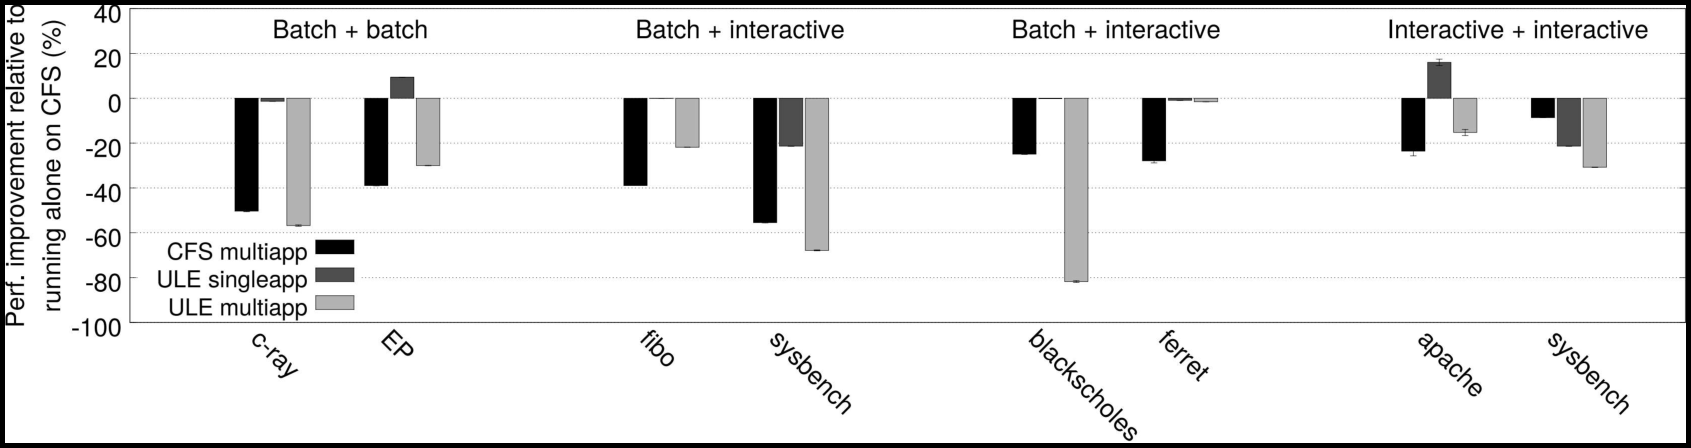 Perf. improvement relative to
running alone on CFS (%)
40
20
0
-20
-40
-60
-80
-100
Batch + batch
Batch + interactive
Batch + interactive
Interactive + interactive
CFS multiapp
ULE singleapp
ULE multiapp
c-ray
EP
fibo
sysbench
blackscholes
ferret
apache
sysbench